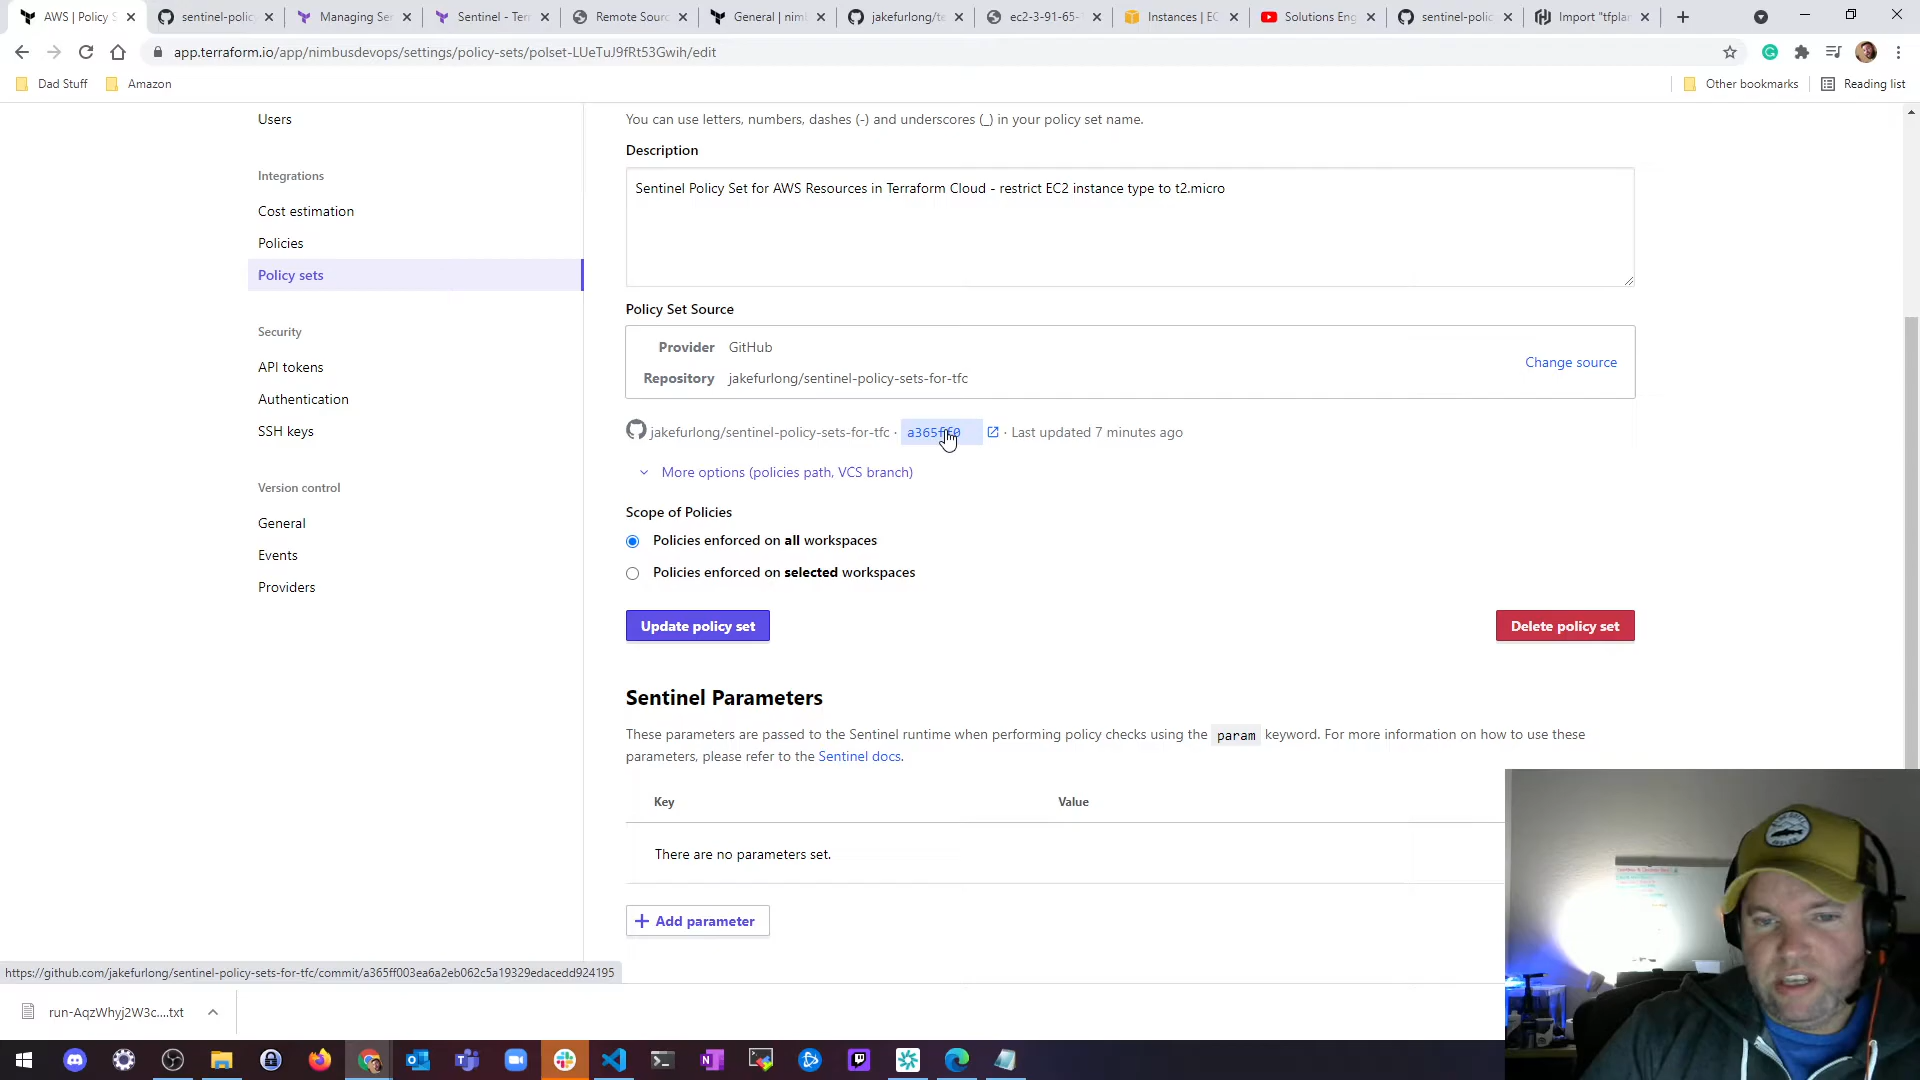 AWS | Policy S
sentinel-polic
Managing Ser
Sentinel - Terr
Remote Sourc
General | nimb
jakefurlong/te
ec2-3-91-65-
Instances | EC
Solutions Eng
sentinel-polic
Import "tfplan
app.terraform.io/app/nimbusdevops/settings/policy-sets/polset-LUeTuJ9fRt53Gwih/edit
Dad Stuff
Amazon
Other bookmarks
Reading list
Users
Integrations
Cost estimation
Policies
Policy sets
Security
API tokens
Authentication
SSH keys
Version control
General
Events
Providers
You can use letters, numbers, dashes (-) and underscores (_) in your policy set name.
Description
Sentinel Policy Set for AWS Resources in Terraform Cloud - restrict EC2 instance type to t2.micro
Policy Set Source
Provider GitHub
Repository jakefurlong/sentinel-policy-sets-for-tfc
Change source
jakefurlong/sentinel-policy-sets-for-tfc · a365ff0 · Last updated 7 minutes ago
More options (policies path, VCS branch)
Scope of Policies
Policies enforced on all workspaces
Policies enforced on selected workspaces
Update policy set
Delete policy set
Sentinel Parameters
These parameters are passed to the Sentinel runtime when performing policy checks using the param keyword. For more information on how to use these
parameters, please refer to the Sentinel docs.
Key Value
There are no parameters set.
+ Add parameter
https://github.com/jakefurlong/sentinel-policy-sets-for-tfc/commit/a365ff003ea6a2eb062c5a19329edacedd924195
run-AqzWhyj2W3c....txt